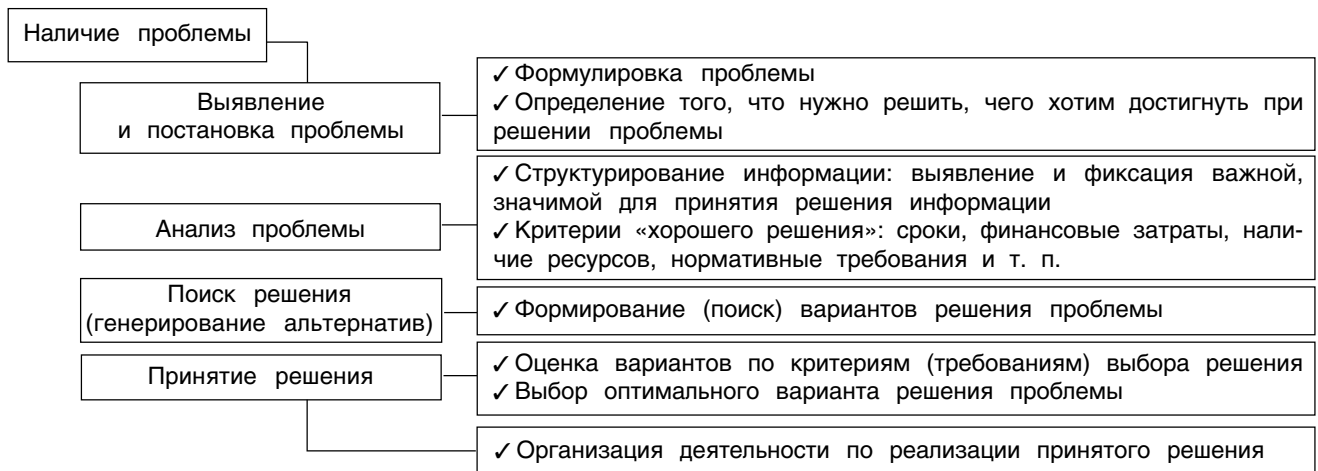 Наличие проблемы
Выявление
и постановка проблемы
✓ Формулировка проблемы
✓ Определение того, что нужно решить, чего хотим достигнуть при
решении проблемы
Анализ проблемы
✓ Структурирование информации: выявление и фиксация важной,
значимой для принятия решения информации
✓ Критерии «хорошего решения»: сроки, финансовые затраты, нали-
чие ресурсов, нормативные требования и т. п.
Поиск решения
(генерирование альтернатив)
✓ Формирование (поиск) вариантов решения проблемы
Принятие решения
✓ Оценка вариантов по критериям (требованиям) выбора решения
✓ Выбор оптимального варианта решения проблемы
✓ Организация деятельности по реализации принятого решения